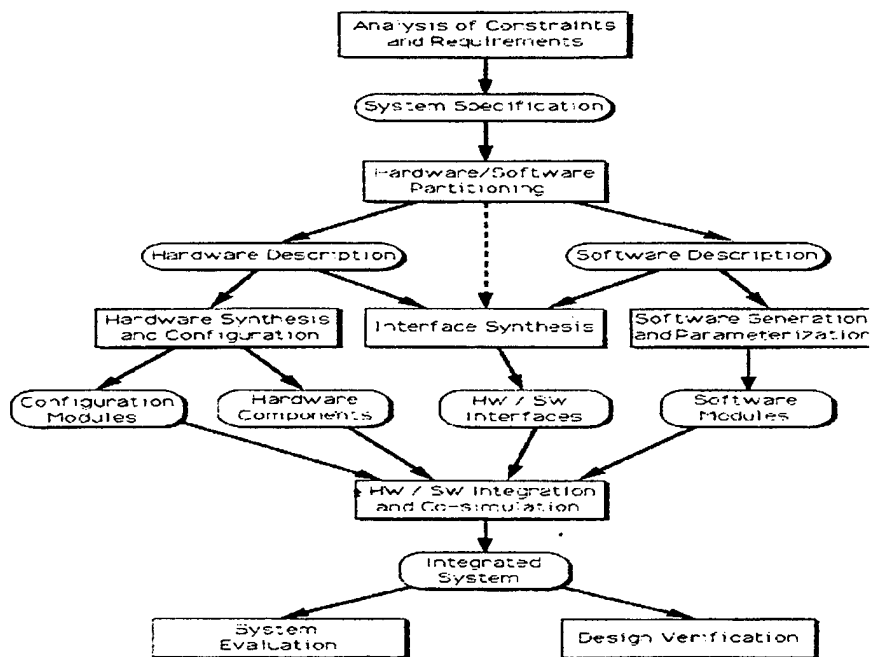 Analysis of Constraints
and Requirements
System Specification
Hardware/Software
Partitioning
Hardware Description
Software Description
Hardware Synthesis
and Configuration
Interface Synthesis
Software Generation
and Parameterization
Configuration
Modules
Hardware
Components
HW / SW
Interfaces
Software
Modules
HW / SW Integration
and Co-simulation
Integrated
System
System
Evaluation
Design Verification